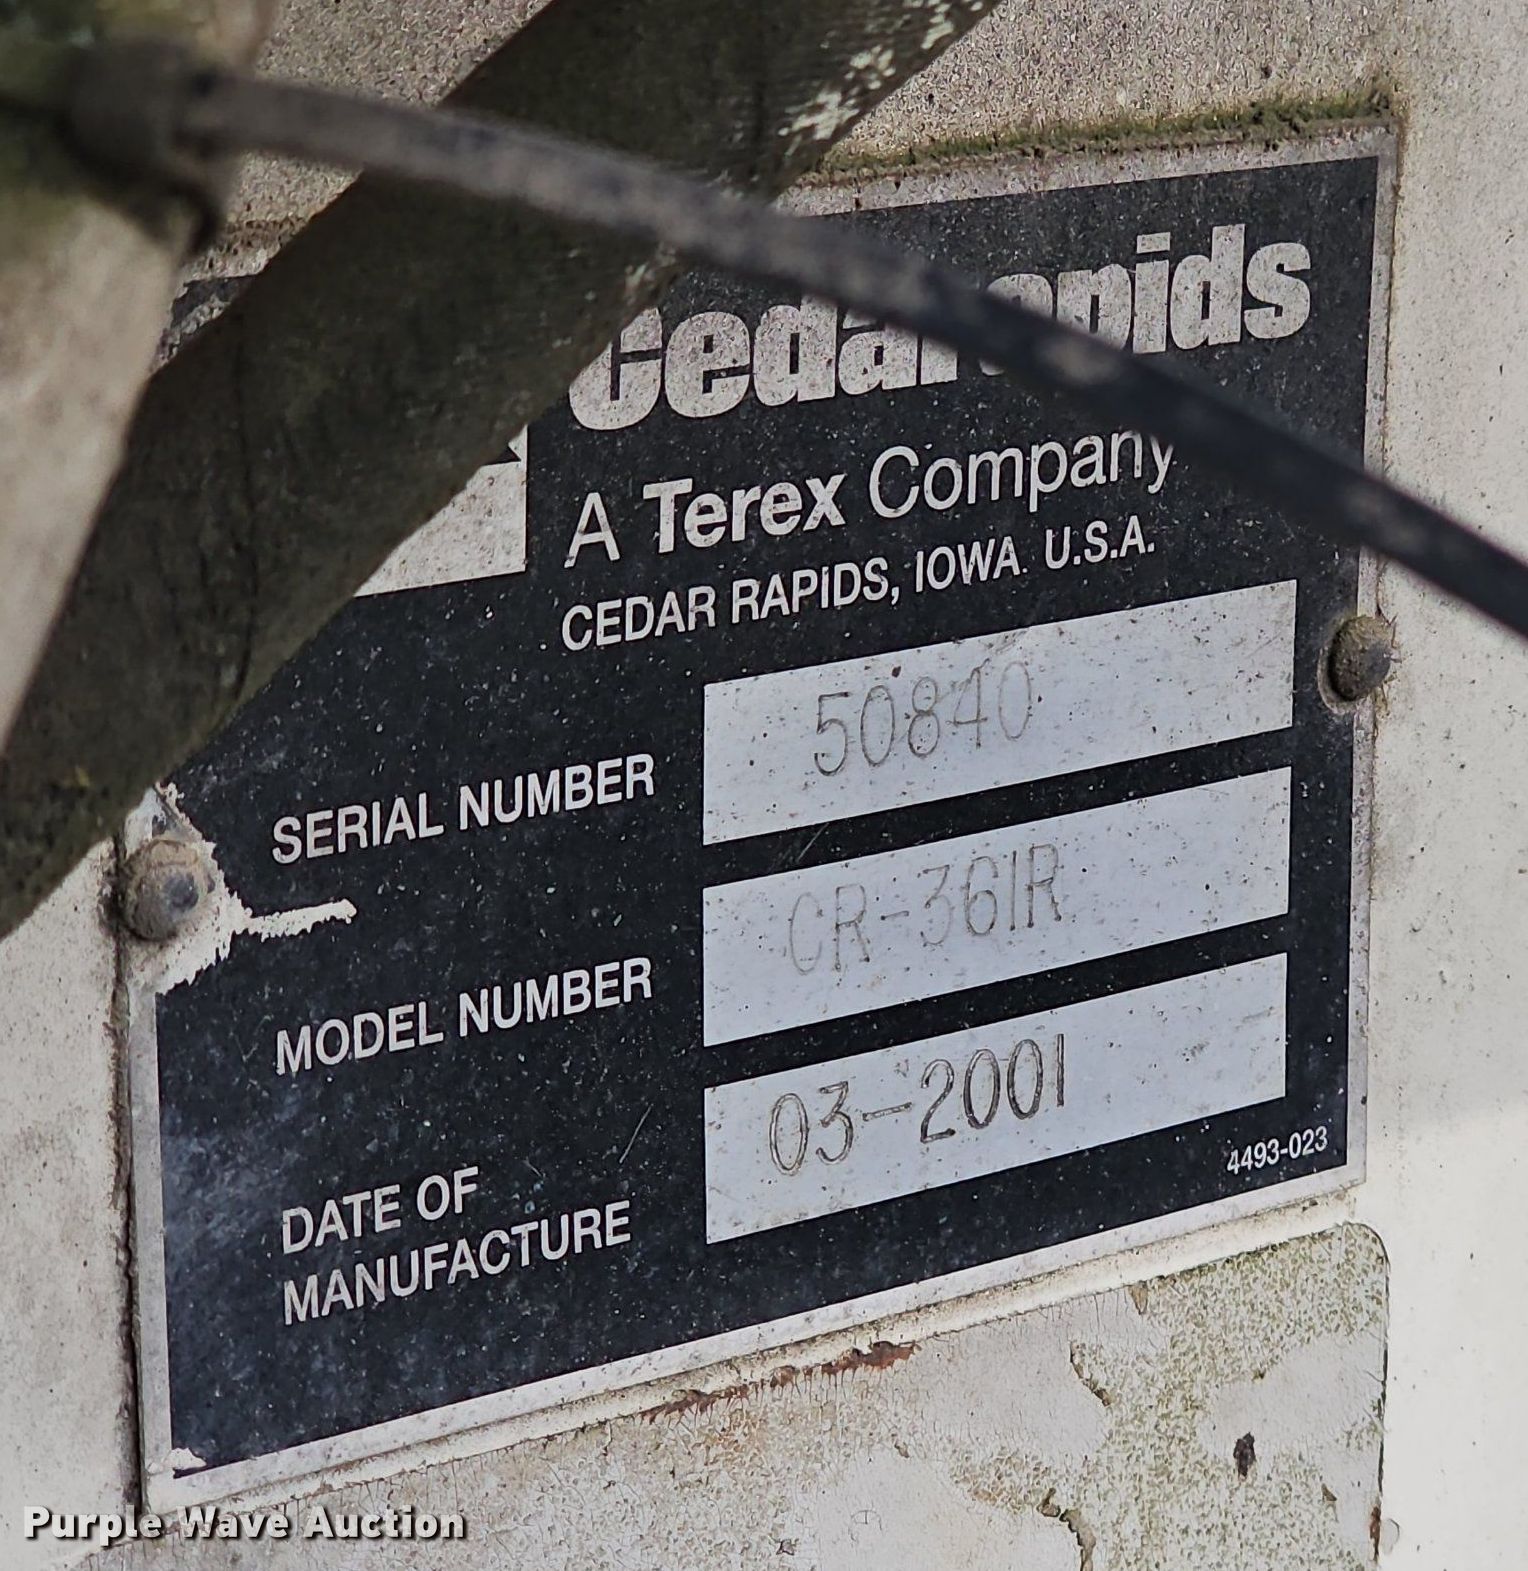 Cedarapids
A Terex Company
CEDAR RAPIDS, IOWA U.S.A.
SERIAL NUMBER 50840
MODEL NUMBER CR-361R
DATE OF
MANUFACTURE 03-2001
4493-023
Purple Wave Auction